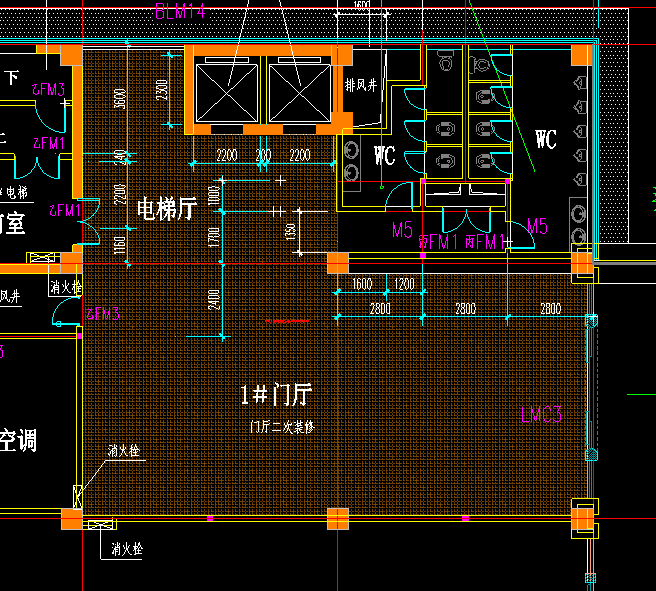 1600
BLM14
下
乙FM3
3600
2300
排风井
上
乙FM1
240
2200
200
2200
WC
WC
#电梯
乙FM1
电梯厅
2200
1800
M5
丙FM1
丙FM1
M5
1160
1700
1350
消火栓
风井
2400
1600
1200
2800
2800
2800
乙FM3
1#门厅
门厅二次装修
LMC3
空调
消火栓
消火栓